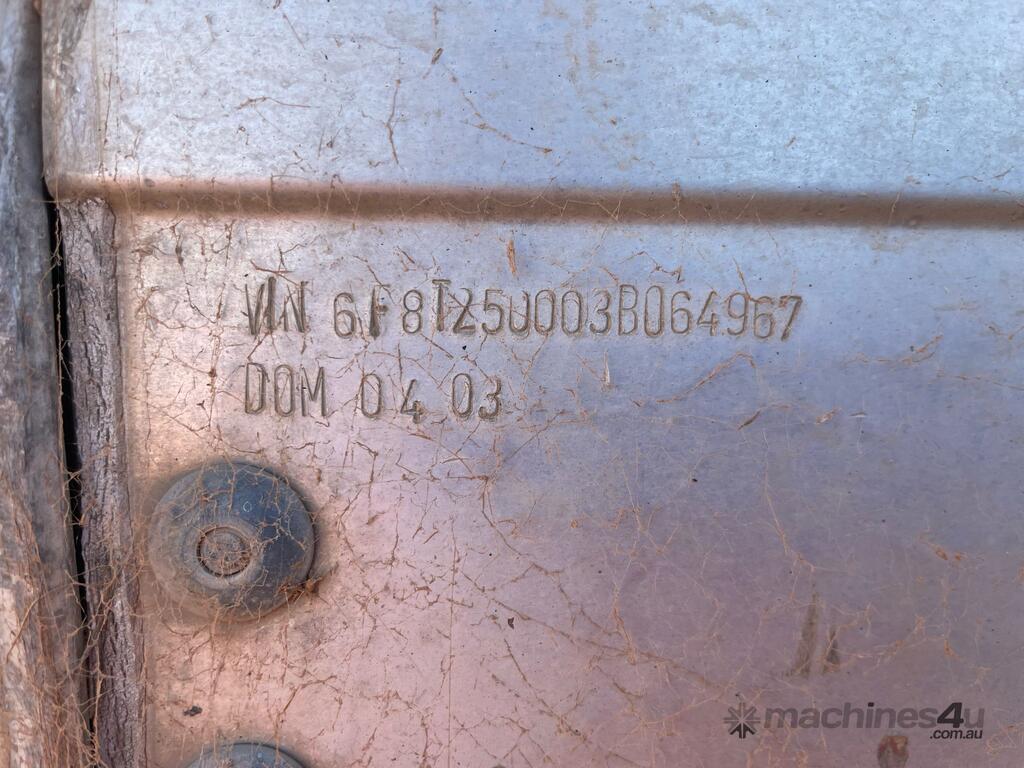 VIN 6F8T25U003B064967
DOM 04 03
machines4u
.com.au